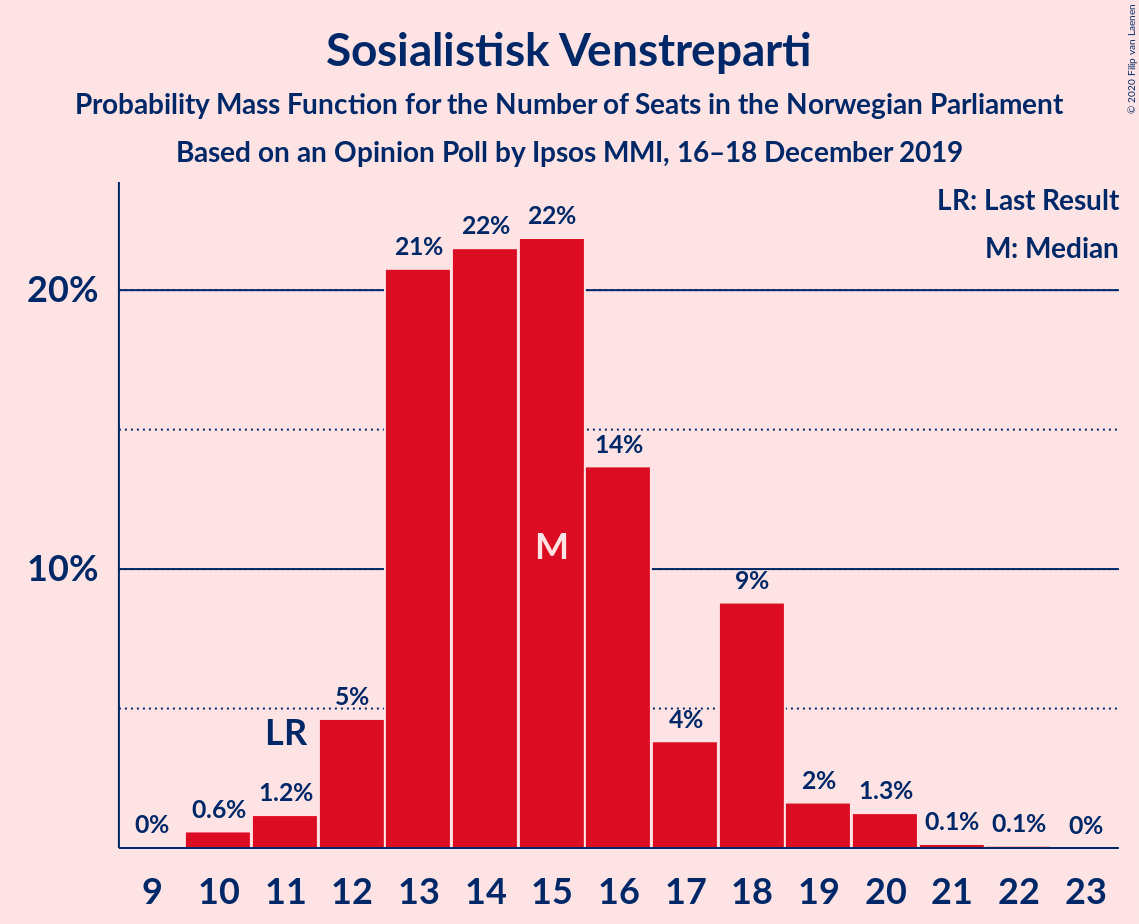 Sosialistisk Venstreparti
Probability Mass Function for the Number of Seats in the Norwegian Parliament
Based on an Opinion Poll by Ipsos MMI, 16–18 December 2019
© 2020 Filip van Laenen
LR: Last Result
M: Median
20%
10%
0%
0.6%
1.2%
LR
5%
21%
22%
22%
M
14%
4%
9%
2%
1.3%
0.1%
0.1%
0%
9 10 11 12 13 14 15 16 17 18 19 20 21 22 23